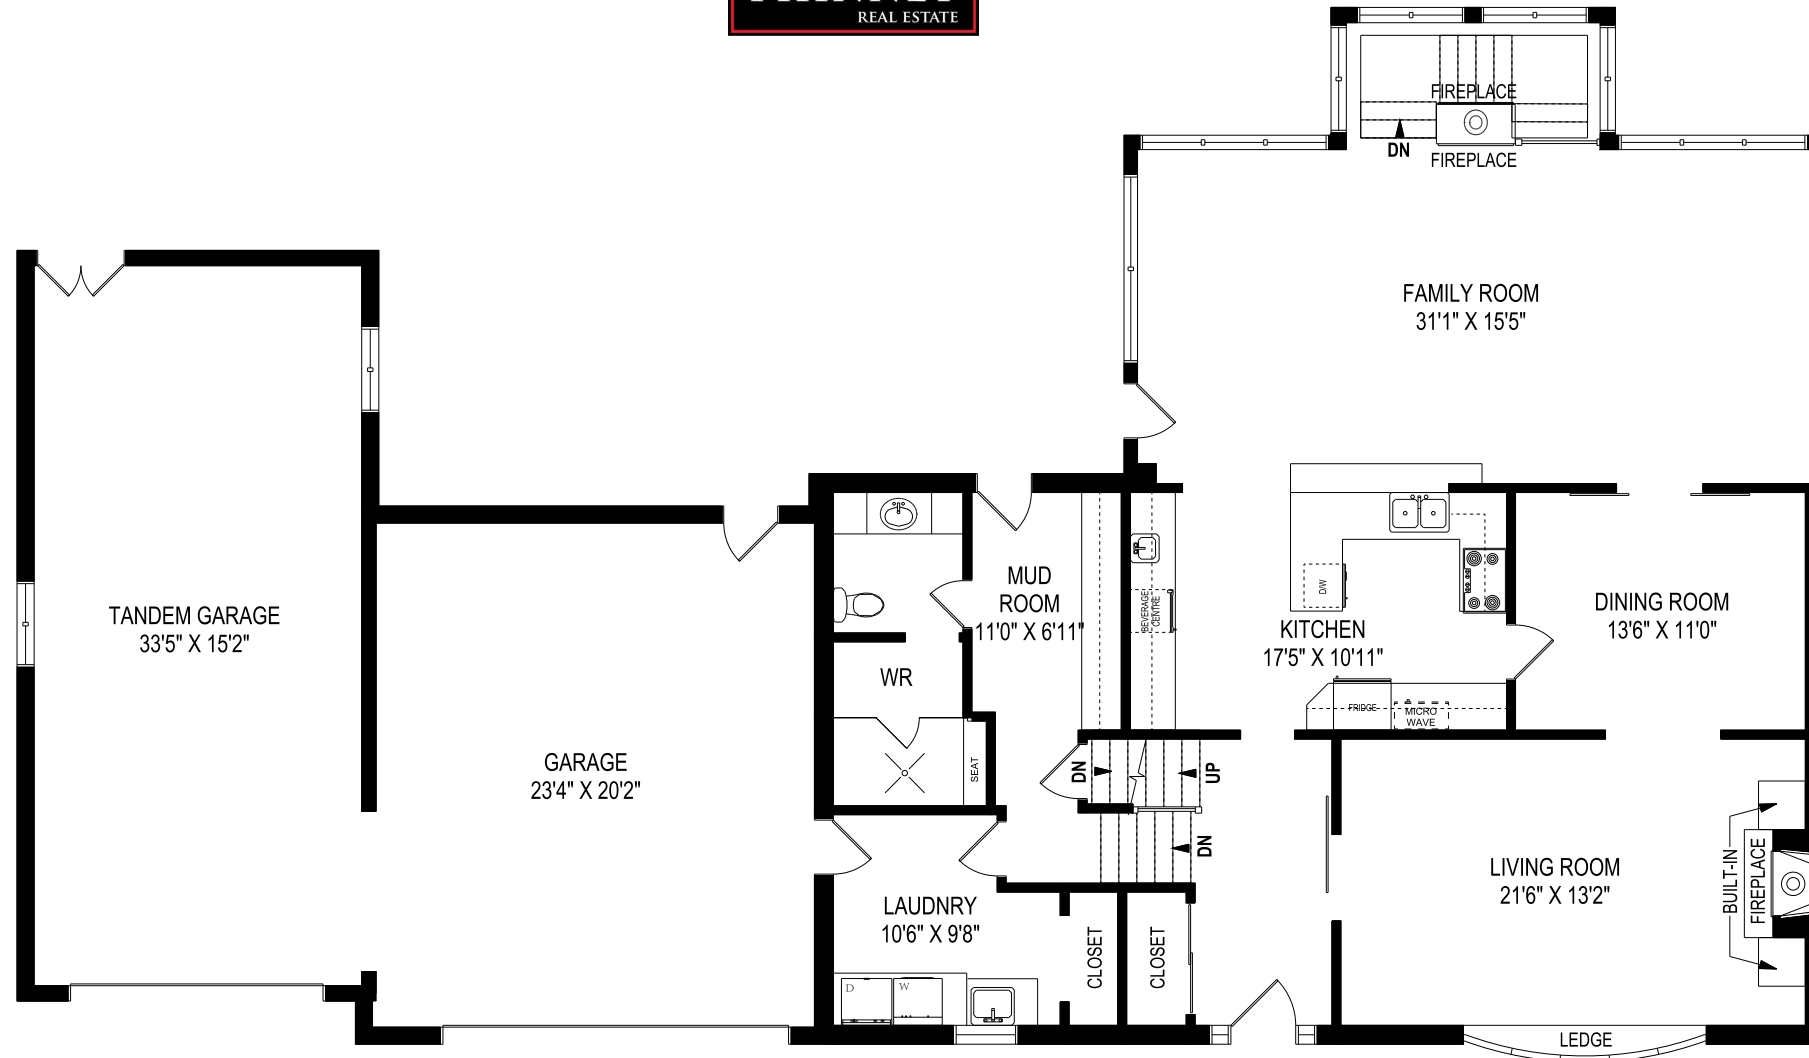 REAL ESTATE
FIREPLACE
DN
FIREPLACE
FAMILY ROOM
31'1" X 15'5"
TANDEM GARAGE
33'5" X 15'2"
GARAGE
23'4" X 20'2"
WR
SEAT
MUD
ROOM
11'0" X 6'11"
BEVERAGE
CENTRE
D/W
KITCHEN
17'5" X 10'11"
FRIDGE
MICRO
WAVE
DINING ROOM
13'6" X 11'0"
DN
UP
DN
LAUDNRY
10'6" X 9'8"
D
W
CLOSET
CLOSET
LIVING ROOM
21'6" X 13'2"
BUILT-IN
FIREPLACE
LEDGE